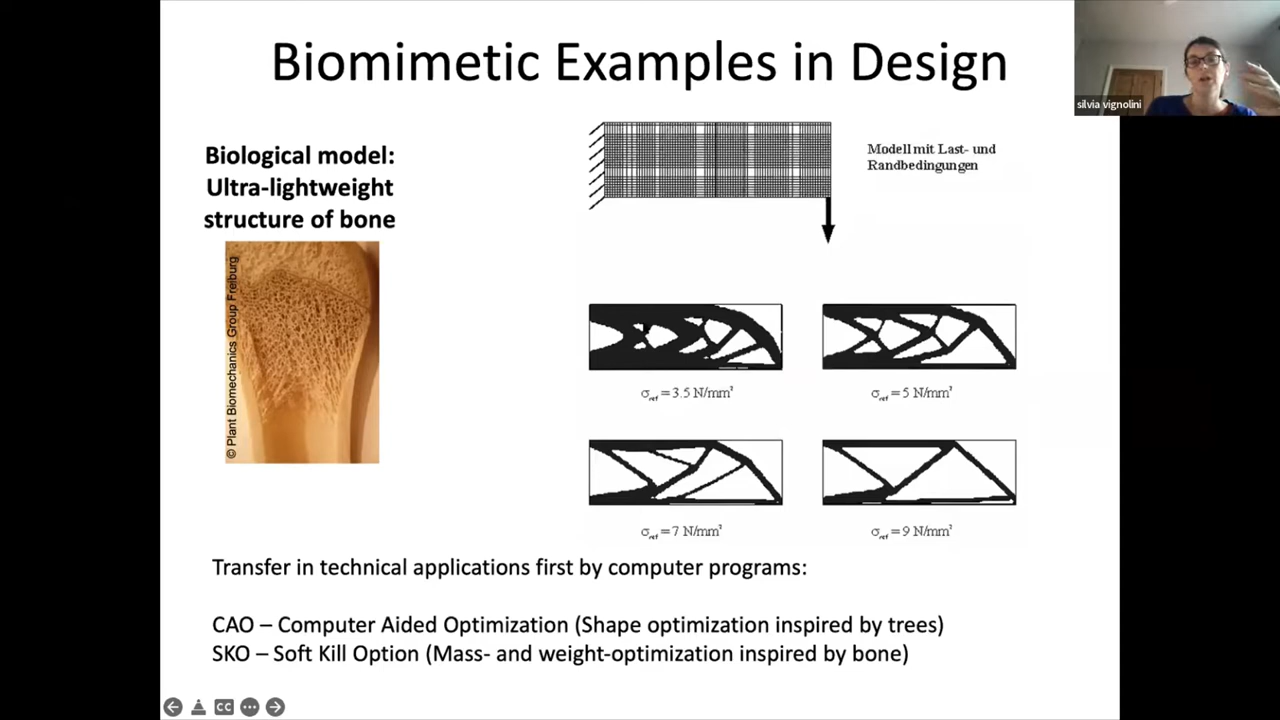 Biomimetic Examples in Design
silvia vignolini
Biological model:
Ultra-lightweight
structure of bone
© Plant Biomechanics Group Freiburg
Modell mit Last- und
Randbedingungen
σref = 3.5 N/mm²
σref = 5 N/mm²
σref = 7 N/mm²
σref = 9 N/mm²
Transfer in technical applications first by computer programs:
CAO – Computer Aided Optimization (Shape optimization inspired by trees)
SKO – Soft Kill Option (Mass- and weight-optimization inspired by bone)
CC